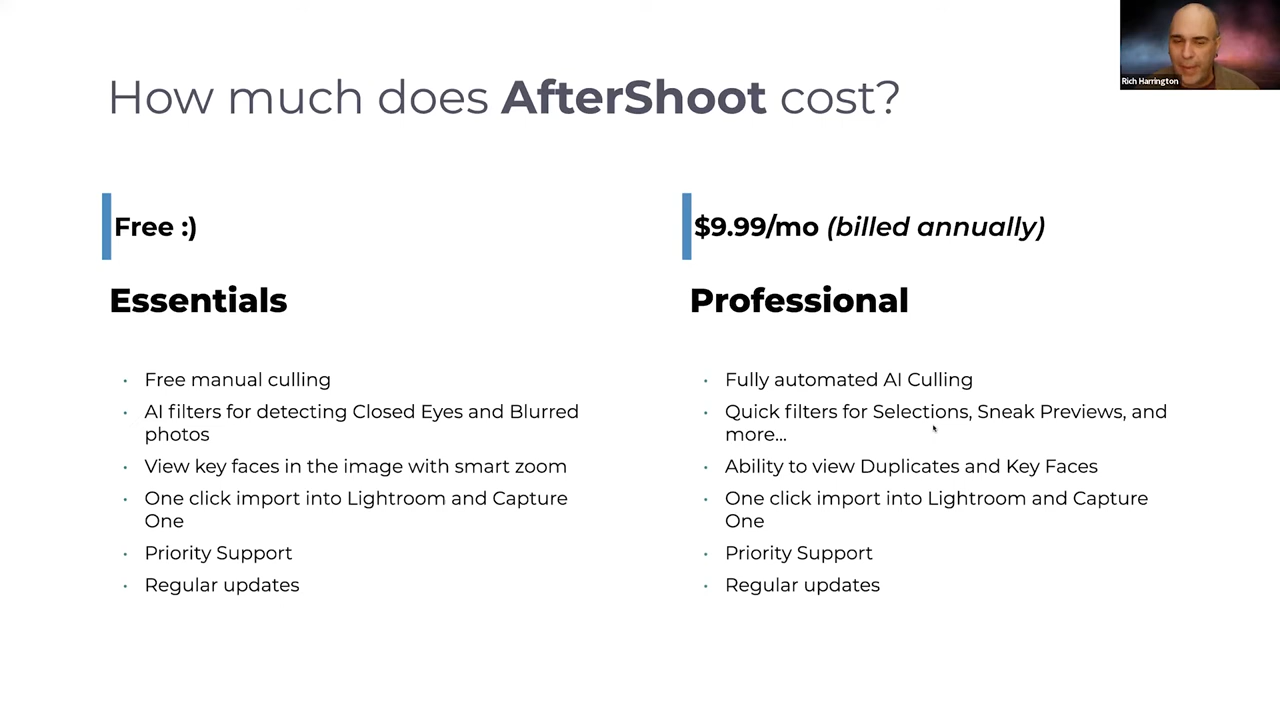 Rich Harrington
How much does AfterShoot cost?
Free :)
Essentials
• Free manual culling
• AI filters for detecting Closed Eyes and Blurred
photos
• View key faces in the image with smart zoom
• One click import into Lightroom and Capture
One
• Priority Support
• Regular updates
$9.99/mo (billed annually)
Professional
• Fully automated AI Culling
• Quick filters for Selections, Sneak Previews, and
more...
• Ability to view Duplicates and Key Faces
• One click import into Lightroom and Capture
One
• Priority Support
• Regular updates